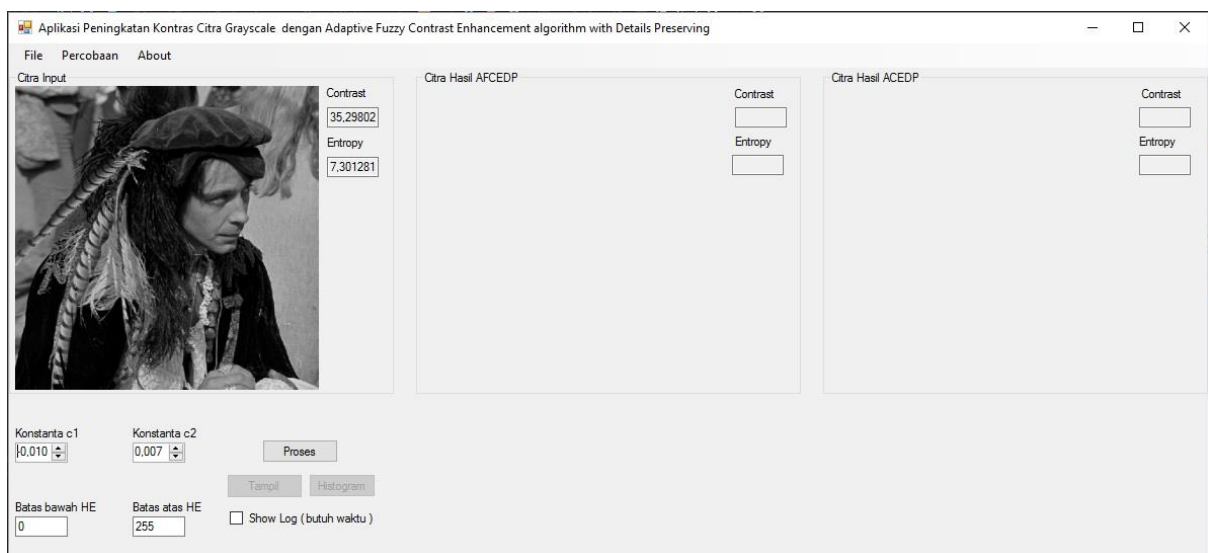 Aplikasi Peningkatan Kontras Citra Grayscale dengan Adaptive Fuzzy Contrast Enhancement algorithm with Details Preserving
File Percobaan About
Citra Input
Contrast
35,29802
Entropy
7,301281
Citra Hasil AFCEDP
Contrast
Entropy
Citra Hasil ACEDP
Contrast
Entropy
Konstanta c1
-0,010
Konstanta c2
0,007
Proses
Tampil
Histogram
Batas bawah HE
0
Batas atas HE
255
Show Log ( butuh waktu )